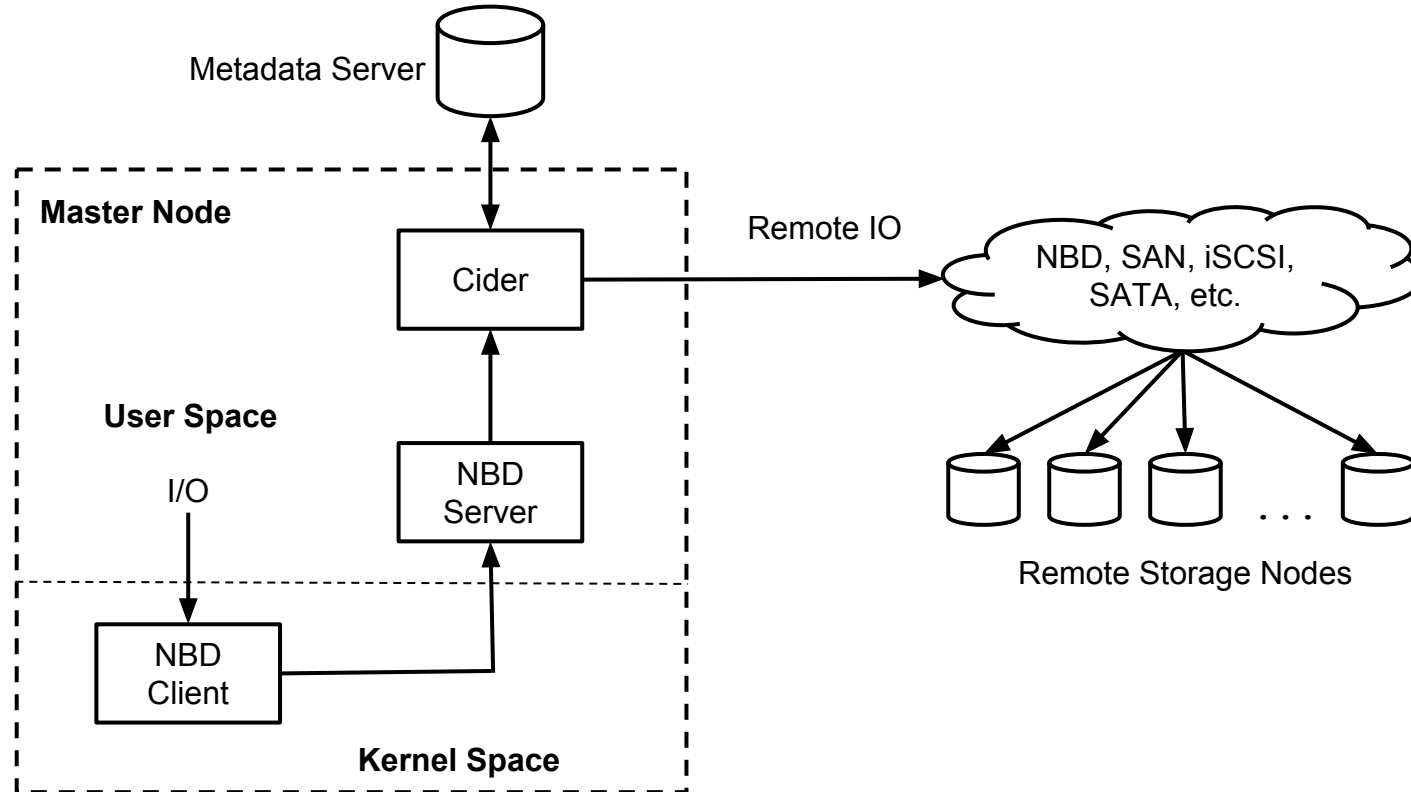 Metadata Server
Master Node
Remote IO
Cider
NBD, SAN, iSCSI,
SATA, etc.
User Space
I/O
NBD
Server
. . .
Remote Storage Nodes
NBD
Client
Kernel Space